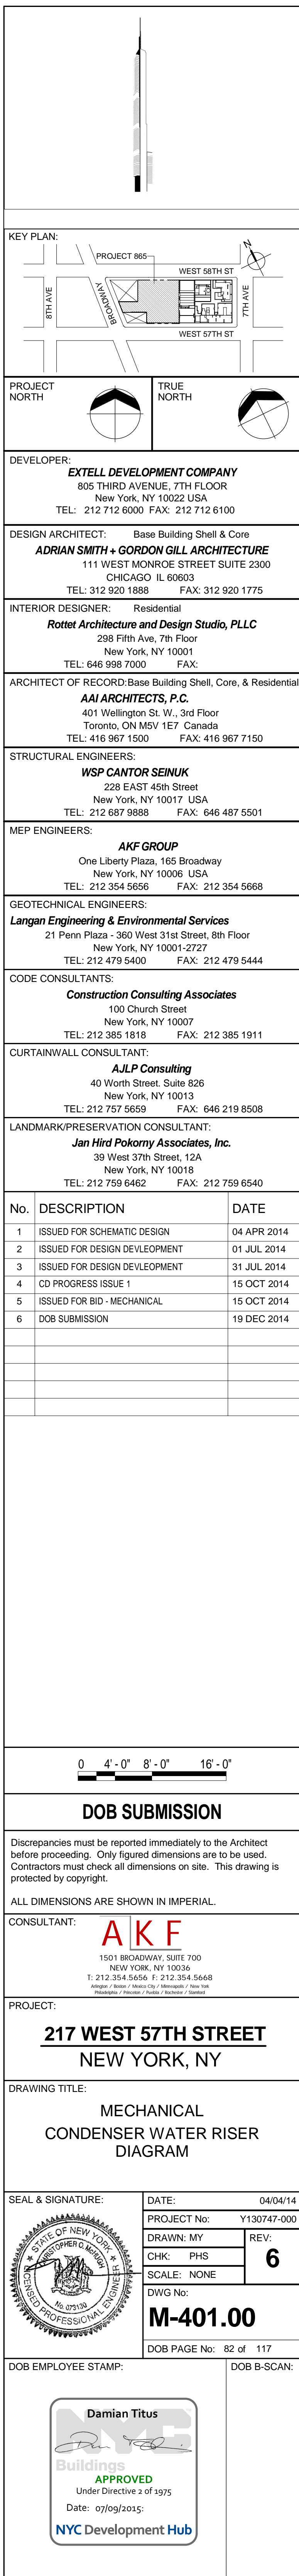 KEY PLAN:
PROJECT 865
N
WEST 58TH ST
8TH AVE
BROADWAY
7TH AVE
WEST 57TH ST
PROJECT
NORTH
TRUE
NORTH
DEVELOPER:
EXTELL DEVELOPMENT COMPANY
805 THIRD AVENUE, 7TH FLOOR
New York, NY 10022 USA
TEL: 212 712 6000 FAX: 212 712 6100
DESIGN ARCHITECT: Base Building Shell & Core
ADRIAN SMITH + GORDON GILL ARCHITECTURE
111 WEST MONROE STREET SUITE 2300
CHICAGO IL 60603
TEL: 312 920 1888 FAX: 312 920 1775
INTERIOR DESIGNER: Residential
Rottet Architecture and Design Studio, PLLC
298 Fifth Ave, 7th Floor
New York, NY 10001
TEL: 646 998 7000 FAX:
ARCHITECT OF RECORD:Base Building Shell, Core, & Residential
AAI ARCHITECTS, P.C.
401 Wellington St. W., 3rd Floor
Toronto, ON M5V 1E7 Canada
TEL: 416 967 1500 FAX: 416 967 7150
STRUCTURAL ENGINEERS:
WSP CANTOR SEINUK
228 EAST 45th Street
New York, NY 10017 USA
TEL: 212 687 9888 FAX: 646 487 5501
MEP ENGINEERS:
AKF GROUP
One Liberty Plaza, 165 Broadway
New York, NY 10006 USA
TEL: 212 354 5656 FAX: 212 354 5668
GEOTECHNICAL ENGINEERS:
Langan Engineering & Environmental Services
21 Penn Plaza - 360 West 31st Street, 8th Floor
New York, NY 10001-2727
TEL: 212 479 5400 FAX: 212 479 5444
CODE CONSULTANTS:
Construction Consulting Associates
100 Church Street
New York, NY 10007
TEL: 212 385 1818 FAX: 212 385 1911
CURTAINWALL CONSULTANT:
AJLP Consulting
40 Worth Street. Suite 826
New York, NY 10013
TEL: 212 757 5659 FAX: 646 219 8508
LANDMARK/PRESERVATION CONSULTANT:
Jan Hird Pokorny Associates, Inc.
39 West 37th Street, 12A
New York, NY 10018
TEL: 212 759 6462 FAX: 212 759 6540
No. DESCRIPTION DATE
1 ISSUED FOR SCHEMATIC DESIGN 04 APR 2014
2 ISSUED FOR DESIGN DEVLEOPMENT 01 JUL 2014
3 ISSUED FOR DESIGN DEVLEOPMENT 31 JUL 2014
4 CD PROGRESS ISSUE 1 15 OCT 2014
5 ISSUED FOR BID - MECHANICAL 15 OCT 2014
6 DOB SUBMISSION 19 DEC 2014
0 4' - 0" 8' - 0" 16' - 0"
DOB SUBMISSION
Discrepancies must be reported immediately to the Architect
before proceeding. Only figured dimensions are to be used.
Contractors must check all dimensions on site. This drawing is
protected by copyright.
ALL DIMENSIONS ARE SHOWN IN IMPERIAL.
CONSULTANT:
AKF
1501 BROADWAY, SUITE 700
NEW YORK, NY 10036
T: 212.354.5656 F: 212.354.5668
Arlington / Boston / Mexico City / Minneapolis / New York
Philadelphia / Princeton / Puebla / Rochester / Stamford
PROJECT:
217 WEST 57TH STREET
NEW YORK, NY
DRAWING TITLE:
MECHANICAL
CONDENSER WATER RISER
DIAGRAM
SEAL & SIGNATURE:
STATE OF NEW YORK
No. 073130
LICENSED PROFESSIONAL ENGINEER
DATE: 04/04/14
PROJECT No: Y130747-000
DRAWN: MY
REV:
CHK: PHS
6
SCALE: NONE
DWG No:
M-401.00
DOB PAGE No: 82 of 117
DOB EMPLOYEE STAMP:
DOB B-SCAN:
Damian Titus
NYC
Buildings
APPROVED
Under Directive 2 of 1975
Date: 07/09/2015:
NYC Development Hub